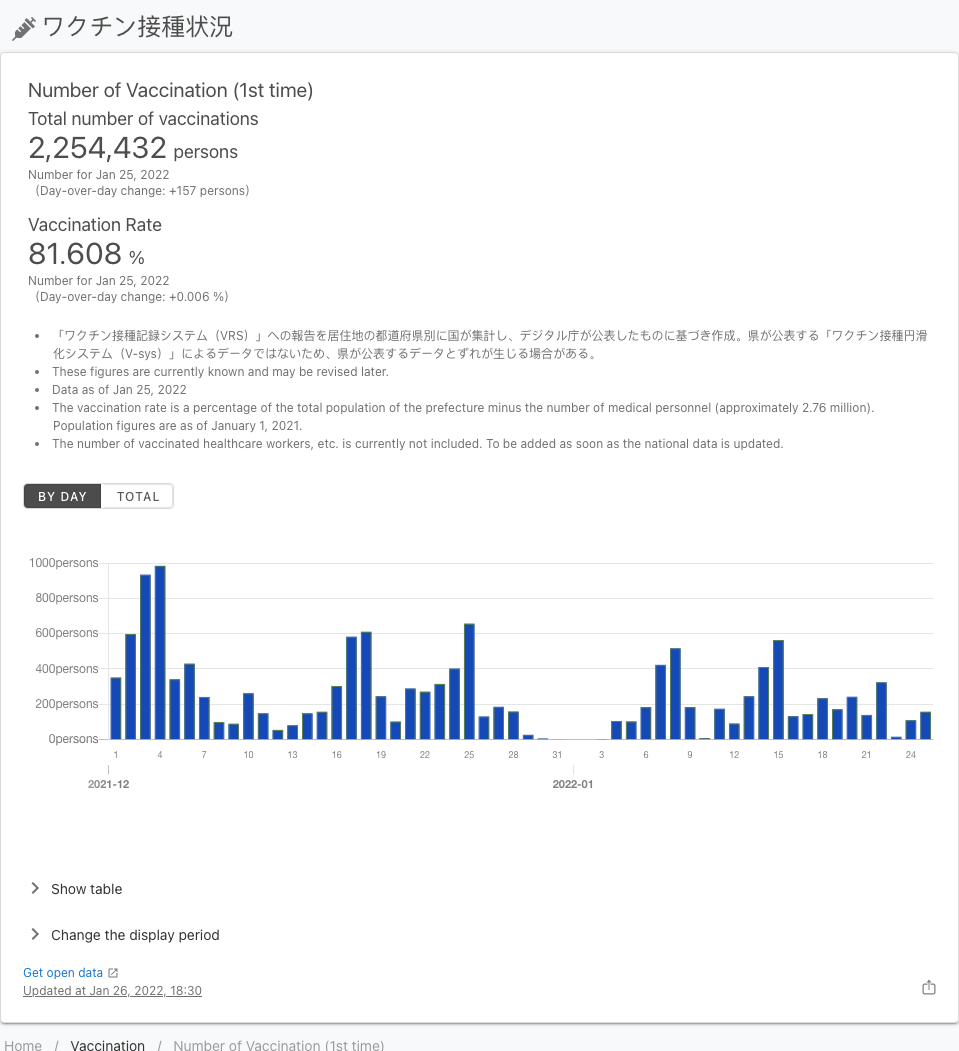 ワクチン接種状況
Number of Vaccination (1st time)
Total number of vaccinations
2,254,432 persons
Number for Jan 25, 2022
(Day-over-day change: +157 persons)
Vaccination Rate
81.608 %
Number for Jan 25, 2022
(Day-over-day change: +0.006 %)
• 「ワクチン接種記録システム（VRS）」への報告を居住地の都道府県別に国が集計し、デジタル庁が公表したものに基づき作成。県が公表する「ワクチン接種円滑
化システム（V-sys）」によるデータではないため、県が公表するデータとずれが生じる場合がある。
• These figures are currently known and may be revised later.
• Data as of Jan 25, 2022
• The vaccination rate is a percentage of the total population of the prefecture minus the number of medical personnel (approximately 2.76 million).
Population figures are as of January 1, 2021.
• The number of vaccinated healthcare workers, etc. is currently not included. To be added as soon as the national data is updated.
BY DAY TOTAL
1000persons
800persons
600persons
400persons
200persons
0persons
1 4 7 10 13 16 19 22 25 28 31 3 6 9 12 15 18 21 24
2021-12 2022-01
Show table
Change the display period
Get open data
Updated at Jan 26, 2022, 18:30
Home / Vaccination / Number of Vaccination (1st time)